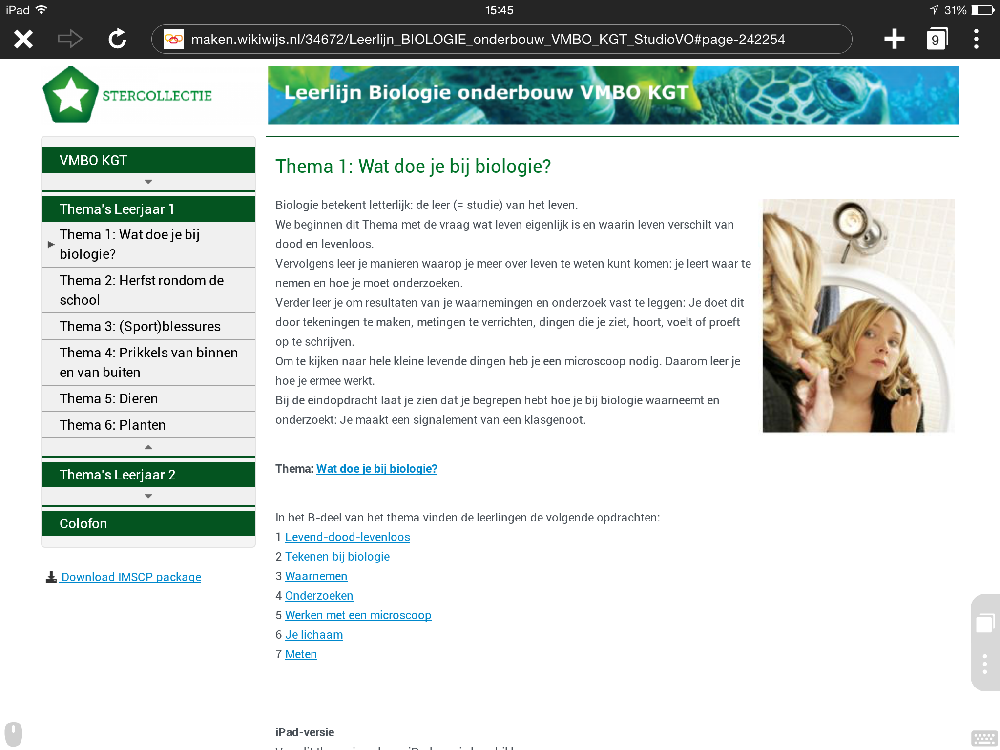 iPad
15:45
31%
maken.wikiwijs.nl/34672/Leerlijn_BIOLOGIE_onderbouw_VMBO_KGT_StudioVO#page-242254
9
STERCOLLECTIE
Leerlijn Biologie onderbouw VMBO KGT
VMBO KGT
Thema's Leerjaar 1
Thema 1: Wat doe je bij
biologie?
Thema 2: Herfst rondom de
school
Thema 3: (Sport)blessures
Thema 4: Prikkels van binnen
en van buiten
Thema 5: Dieren
Thema 6: Planten
Thema's Leerjaar 2
Colofon
Download IMSCP package
Thema 1: Wat doe je bij biologie?
Biologie betekent letterlijk: de leer (= studie) van het leven.
We beginnen dit Thema met de vraag wat leven eigenlijk is en waarin leven verschilt van
dood en levenloos.
Vervolgens leer je manieren waarop je meer over leven te weten kunt komen: je leert waar te
nemen en hoe je moet onderzoeken.
Verder leer je om resultaten van je waarnemingen en onderzoek vast te leggen: Je doet dit
door tekeningen te maken, metingen te verrichten, dingen die je ziet, hoort, voelt of proeft
op te schrijven.
Om te kijken naar hele kleine levende dingen heb je een microscoop nodig. Daarom leer je
hoe je ermee werkt.
Bij de eindopdracht laat je zien dat je begrepen hebt hoe je bij biologie waarneemt en
onderzoekt: Je maakt een signalement van een klasgenoot.
Thema: Wat doe je bij biologie?
In het B-deel van het thema vinden de leerlingen de volgende opdrachten:
1 Levend-dood-levenloos
2 Tekenen bij biologie
3 Waarnemen
4 Onderzoeken
5 Werken met een microscoop
6 Je lichaam
7 Meten
iPad-versie
Van dit thema is ook een iPad-versie beschikbaar